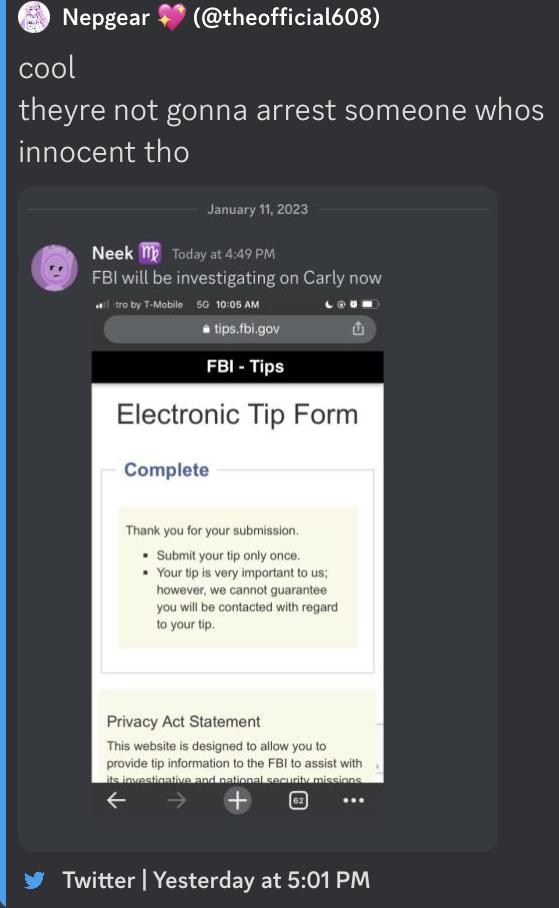 Nepgear 💖 (@theofficial608)
cool
theyre not gonna arrest someone whos
innocent tho
January 11, 2023
Neek ♍ Today at 4:49 PM
FBI will be investigating on Carly now
tro by T-Mobile 5G 10:05 AM
tips.fbi.gov
FBI - Tips
Electronic Tip Form
Complete
Thank you for your submission.
▪ Submit your tip only once.
▪ Your tip is very important to us;
however, we cannot guarantee
you will be contacted with regard
to your tip.
Privacy Act Statement
This website is designed to allow you to
provide tip information to the FBI to assist with
its investigative and national security missions
62
Twitter | Yesterday at 5:01 PM